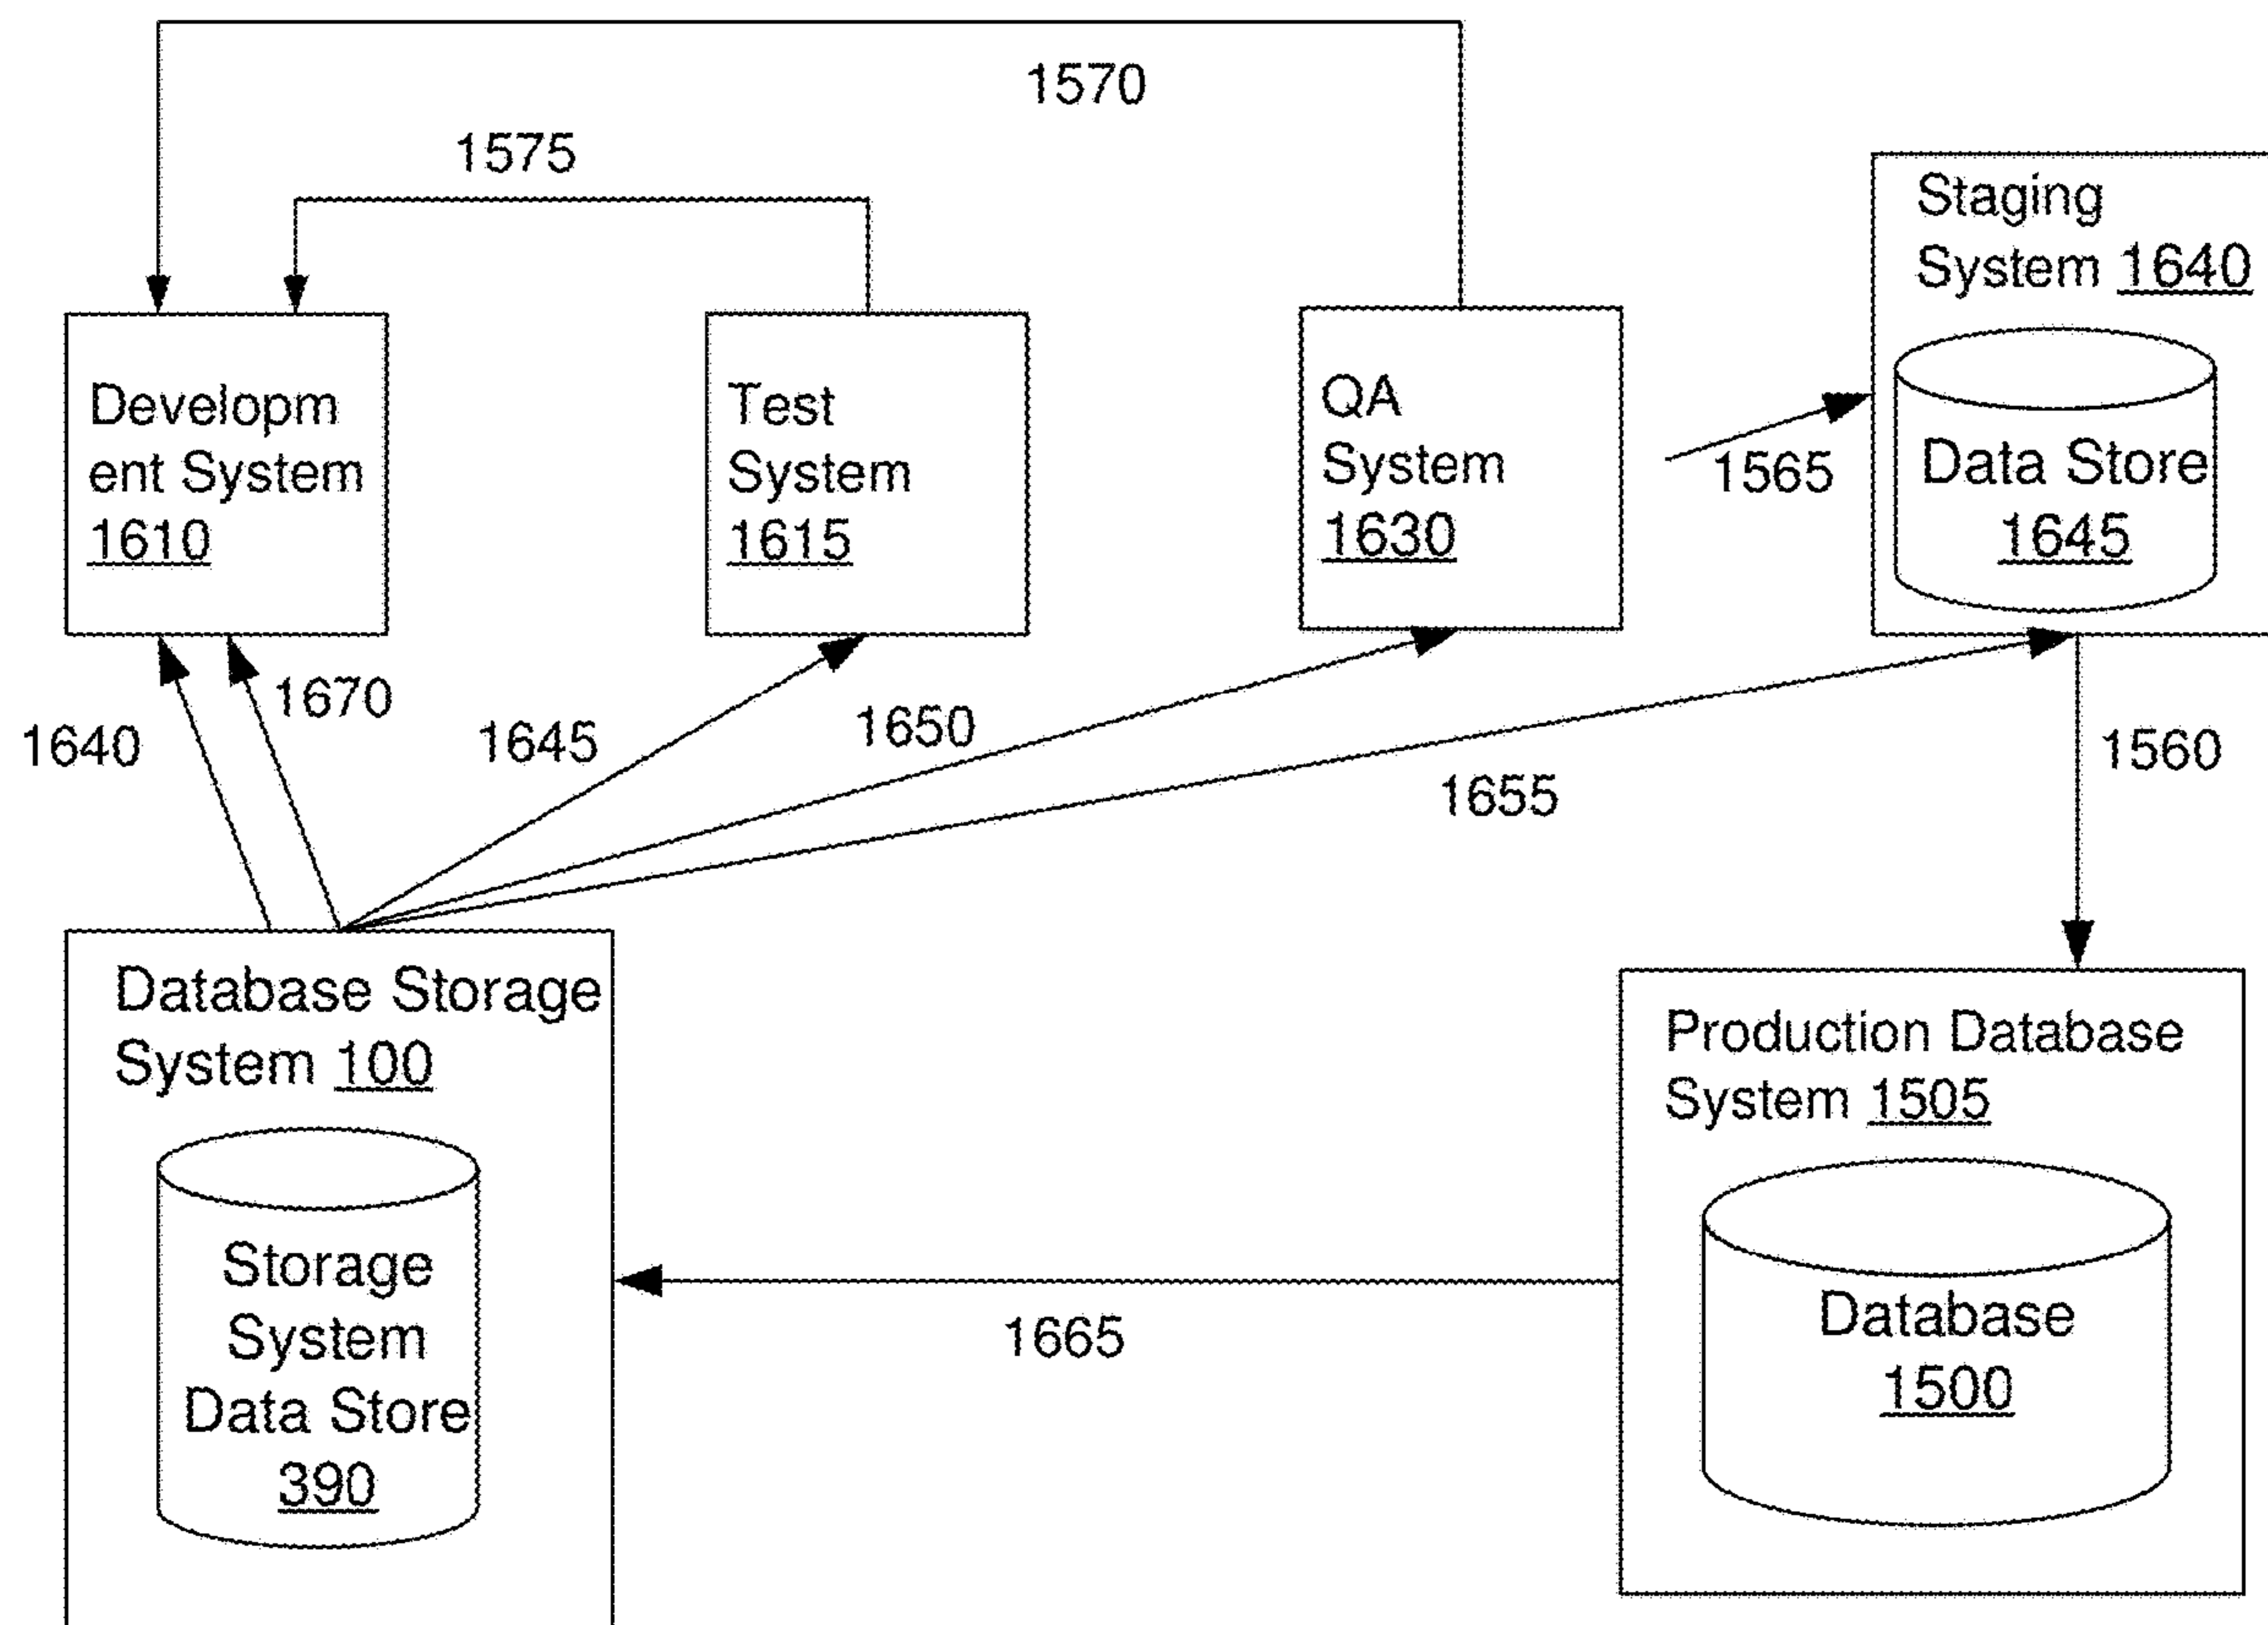 1570
1575
Staging
System 1640
Data Store
1645
Developm
ent System
1610
Test
System
1615
QA
System
1630
1565
1640
1670
1645
1650
1655
1560
Database Storage
System 100
Storage
System
Data Store
390
1665
Production Database
System 1505
Database
1500